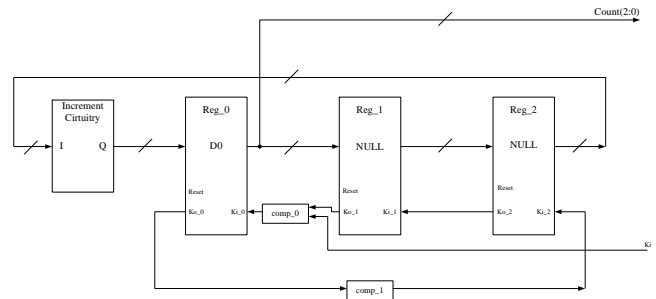 Count(2:0)
Increment
Cirtuitry
I Q
Reg_0
D0
Reset
Ko_0 Ki_0
comp_0
Reg_1
NULL
Reset
Ko_1 Ki_1
Reg_2
NULL
Reset
Ko_2 Ki_2
Ki
comp_1